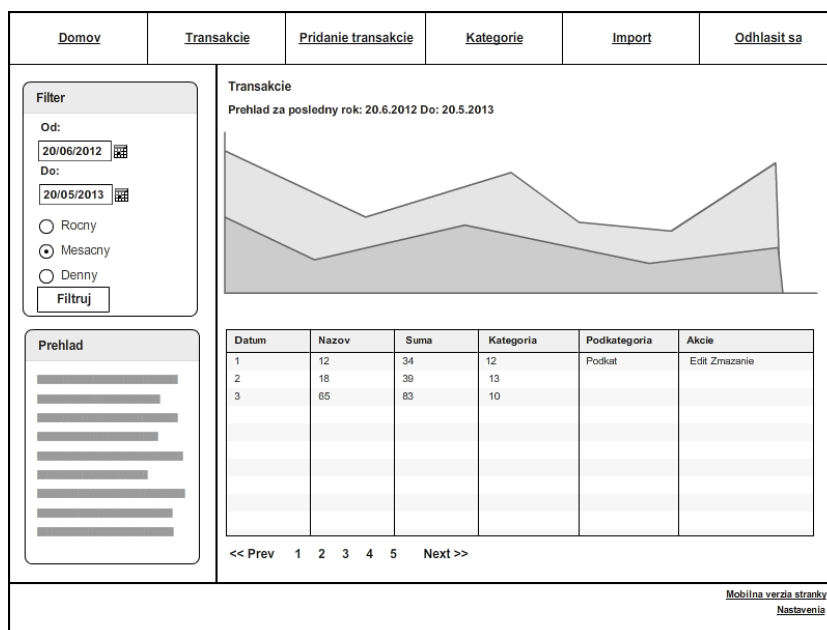 Domov Transakcie Pridanie transakcie Kategorie Import Odhlasit sa
Filter
Od:
20/06/2012
Do:
20/05/2013
Rocny
Mesacny
Denny
Filtruj
Prehlad
Transakcie
Prehlad za posledny rok: 20.6.2012 Do: 20.5.2013
Datum Nazov Suma Kategoria Podkategoria Akcie
1 12 34 12 Podkat Edit Zmazanie
2 18 39 13
3 65 83 10
<< Prev 1 2 3 4 5 Next >>
Mobilna verzia stranky
Nastavenia